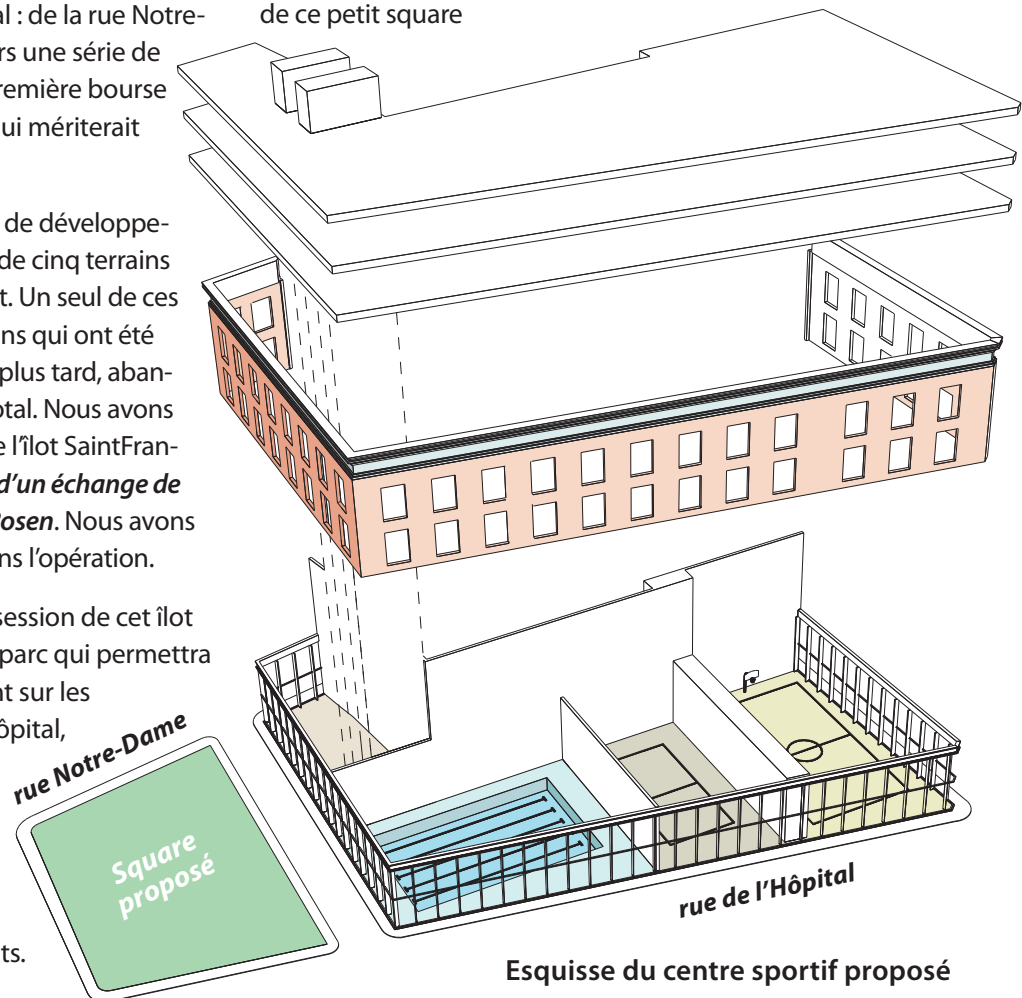 al : de la rue Notre-
rs une série de
remière bourse
ui mériterait
de ce petit square
de développe-
de cinq terrains
t. Un seul de ces
ns qui ont été
plus tard, aban-
otal. Nous avons
e l'îlot SaintFran-
d'un échange de
osen. Nous avons
ns l'opération.
session de cet îlot
parc qui permettra
nt sur les
ôpital,
rue Notre-Dame
Square
proposé
rue de l'Hôpital
ts.
Esquisse du centre sportif proposé